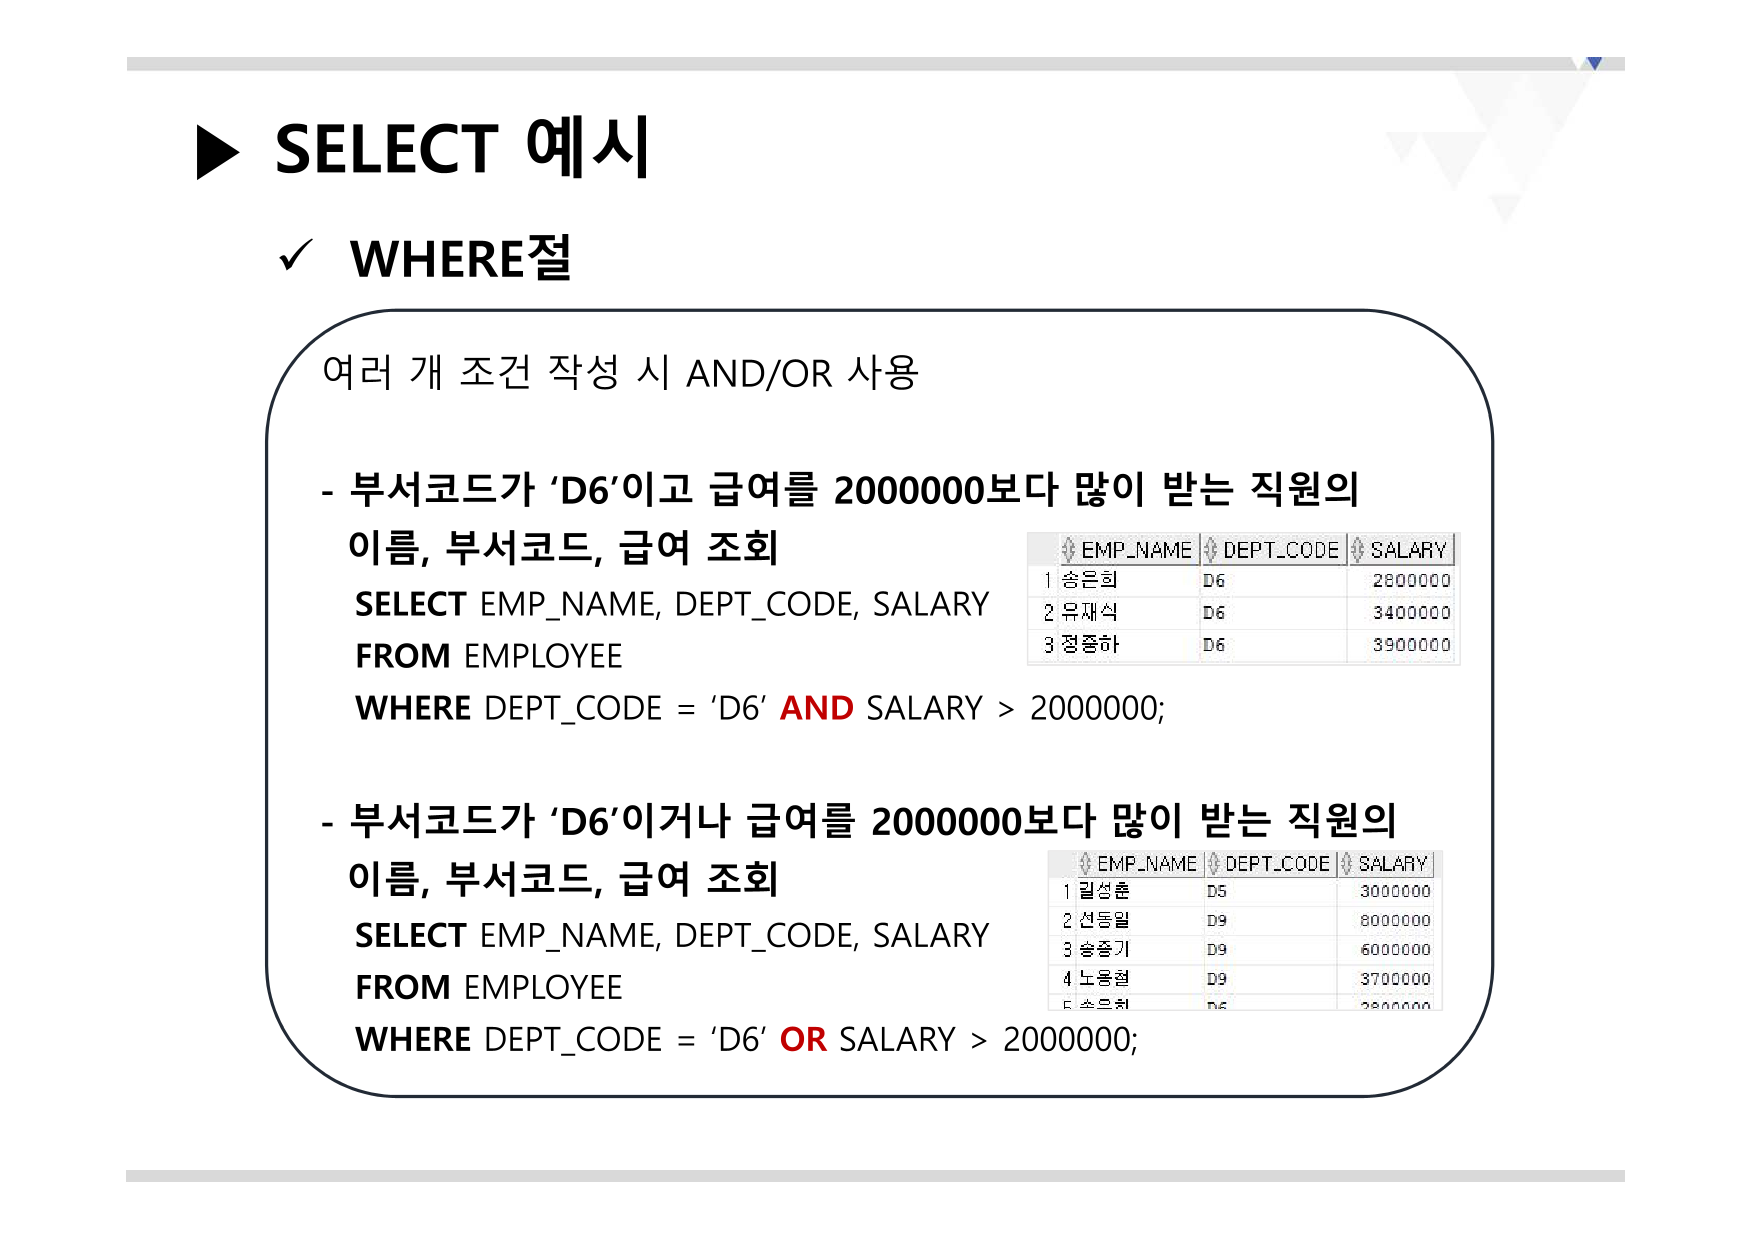 SELECT 예시
✓ WHERE절
여러 개 조건 작성 시 AND/OR 사용
- 부서코드가 ‘D6’이고 급여를 2000000보다 많이 받는 직원의
이름, 부서코드, 급여 조회
SELECT EMP_NAME, DEPT_CODE, SALARY
FROM EMPLOYEE
WHERE DEPT_CODE = ‘D6’ AND SALARY > 2000000;
EMP_NAME DEPT_CODE SALARY
1 송은희 D6 2800000
2 유재식 D6 3400000
3 정중하 D6 3900000
- 부서코드가 ‘D6’이거나 급여를 2000000보다 많이 받는 직원의
이름, 부서코드, 급여 조회
SELECT EMP_NAME, DEPT_CODE, SALARY
FROM EMPLOYEE
WHERE DEPT_CODE = ‘D6’ OR SALARY > 2000000;
EMP_NAME DEPT_CODE SALARY
1 길성춘 D5 3000000
2 선동일 D9 8000000
3 송종기 D9 6000000
4 노옹철 D9 3700000
5 송은희 D6 2800000